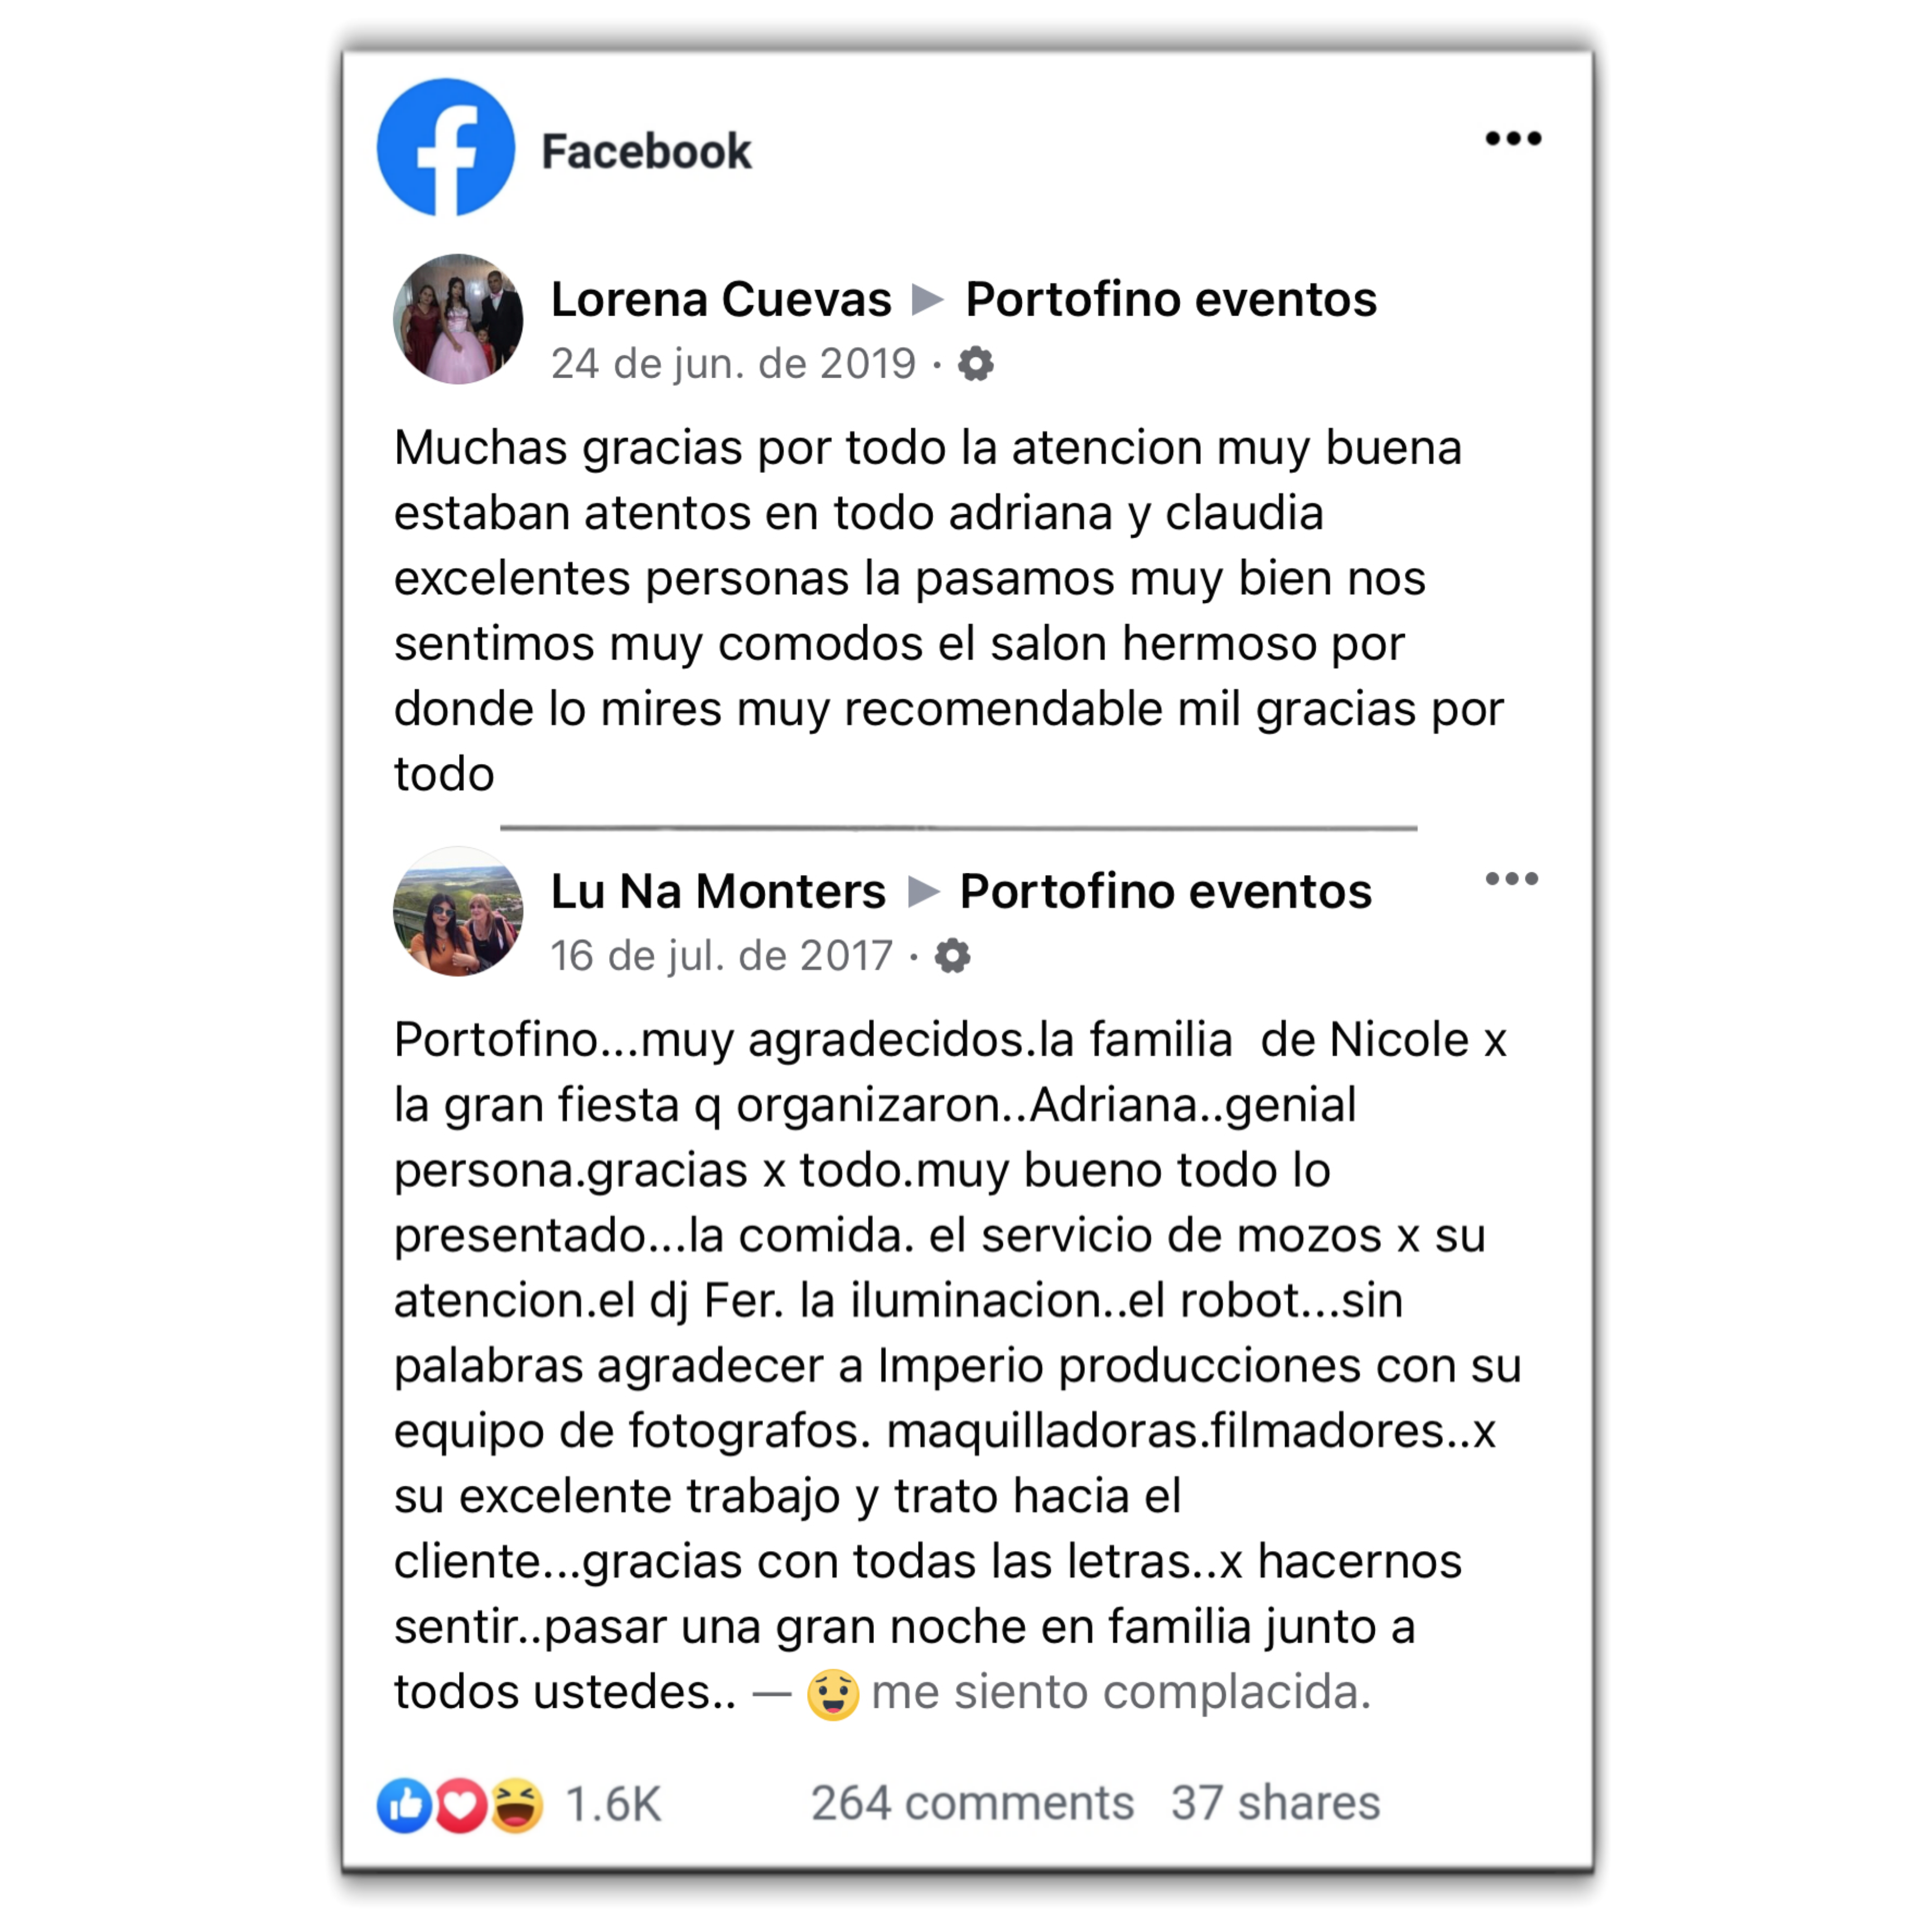 Facebook
Lorena Cuevas ▶ Portofino eventos
24 de jun. de 2019 ·
Muchas gracias por todo la atencion muy buena
estaban atentos en todo adriana y claudia
excelentes personas la pasamos muy bien nos
sentimos muy comodos el salon hermoso por
donde lo mires muy recomendable mil gracias por
todo
Lu Na Monters ▶ Portofino eventos
16 de jul. de 2017 ·
Portofino...muy agradecidos.la familia  de Nicole x
la gran fiesta q organizaron..Adriana..genial
persona.gracias x todo.muy bueno todo lo
presentado...la comida. el servicio de mozos x su
atencion.el dj Fer. la iluminacion..el robot...sin
palabras agradecer a Imperio producciones con su
equipo de fotografos. maquilladoras.filmadores..x
su excelente trabajo y trato hacia el
cliente...gracias con todas las letras..x hacernos
sentir..pasar una gran noche en familia junto a
todos ustedes.. — 😲 me siento complacida.
1.6K 264 comments 37 shares